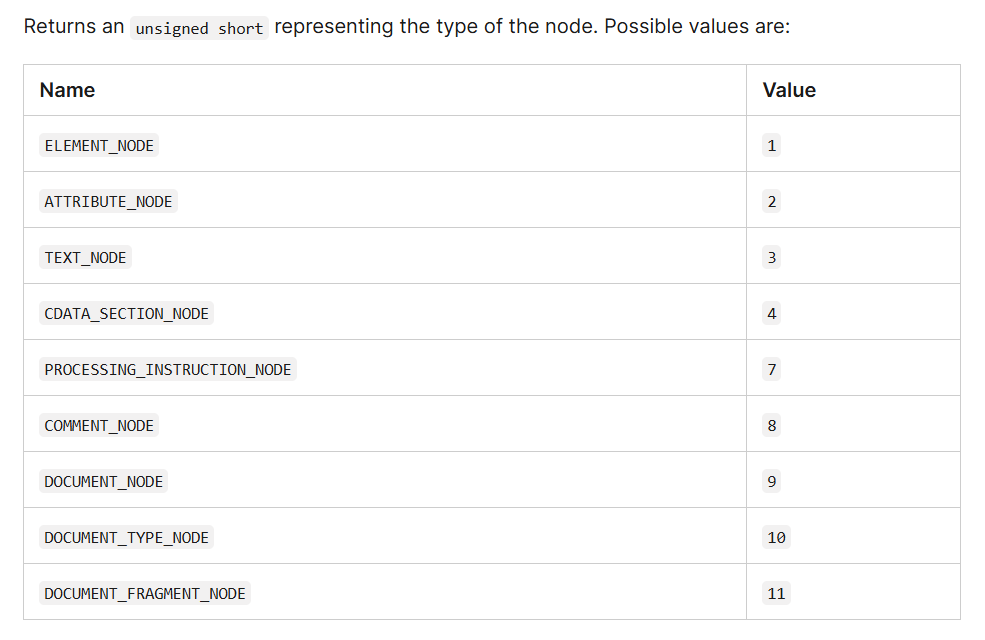 Returns an unsigned short representing the type of the node. Possible values are:
Name Value
ELEMENT_NODE 1
ATTRIBUTE_NODE 2
TEXT_NODE 3
CDATA_SECTION_NODE 4
PROCESSING_INSTRUCTION_NODE 7
COMMENT_NODE 8
DOCUMENT_NODE 9
DOCUMENT_TYPE_NODE 10
DOCUMENT_FRAGMENT_NODE 11